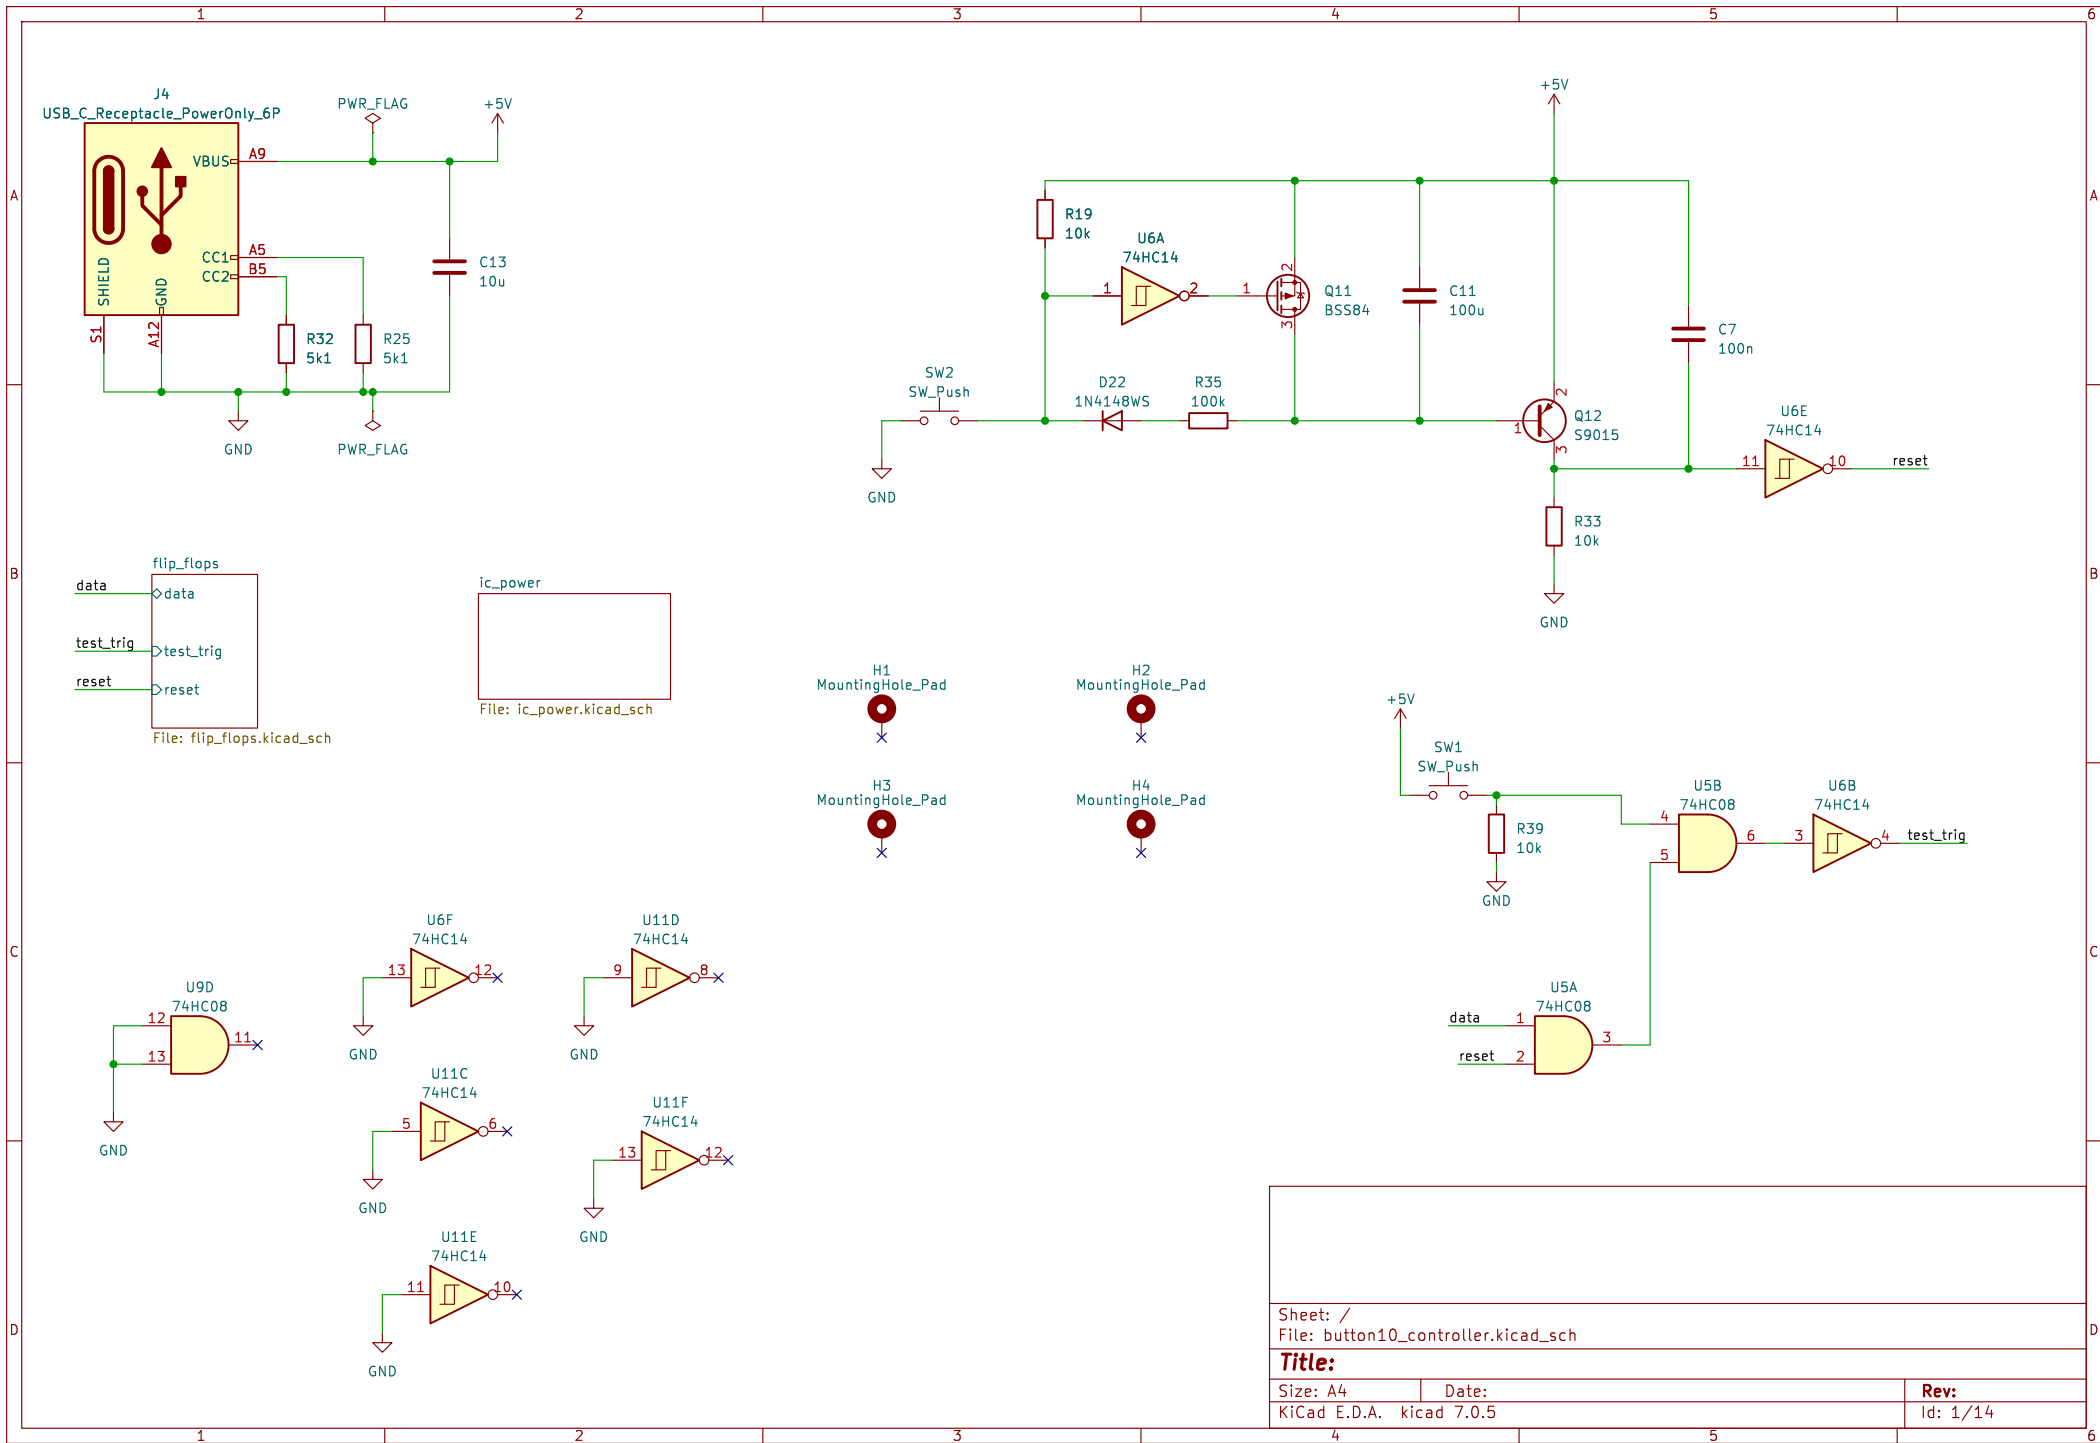 1 2 3 4 5 6
A
B
C
D
A
B
C
D
J4
USB_C_Receptacle_PowerOnly_6P
VBUS
A9
CC1
A5
CC2
B5
SHIELD
GND
S1
A12
PWR_FLAG
+5V
C13
10u
R32
5k1
R25
5k1
GND
PWR_FLAG
+5V
R19
10k
U6A
74HC14
1
2
1
2
3
Q11
BSS84
C11
100u
C7
100n
SW2
SW_Push
D22
1N4148WS
R35
100k
GND
1
2
3
Q12
S9015
U6E
74HC14
11
10
reset
R33
10k
GND
flip_flops
data
data
test_trig
test_trig
reset
reset
File: flip_flops.kicad_sch
ic_power
File: ic_power.kicad_sch
H1
MountingHole_Pad
H2
MountingHole_Pad
H3
MountingHole_Pad
H4
MountingHole_Pad
+5V
SW1
SW_Push
R39
10k
GND
U5B
74HC08
4
5
6
U6B
74HC14
3
4
test_trig
U5A
74HC08
data
1
reset
2
3
U9D
74HC08
12
13
11
GND
U6F
74HC14
13
12
GND
U11D
74HC14
9
8
GND
U11C
74HC14
5
6
GND
U11F
74HC14
13
12
GND
U11E
74HC14
11
10
GND
Sheet: /
File: button10_controller.kicad_sch
Title:
Size: A4 Date: Rev:
KiCad E.D.A. kicad 7.0.5 Id: 1/14
1 2 3 4 5 6